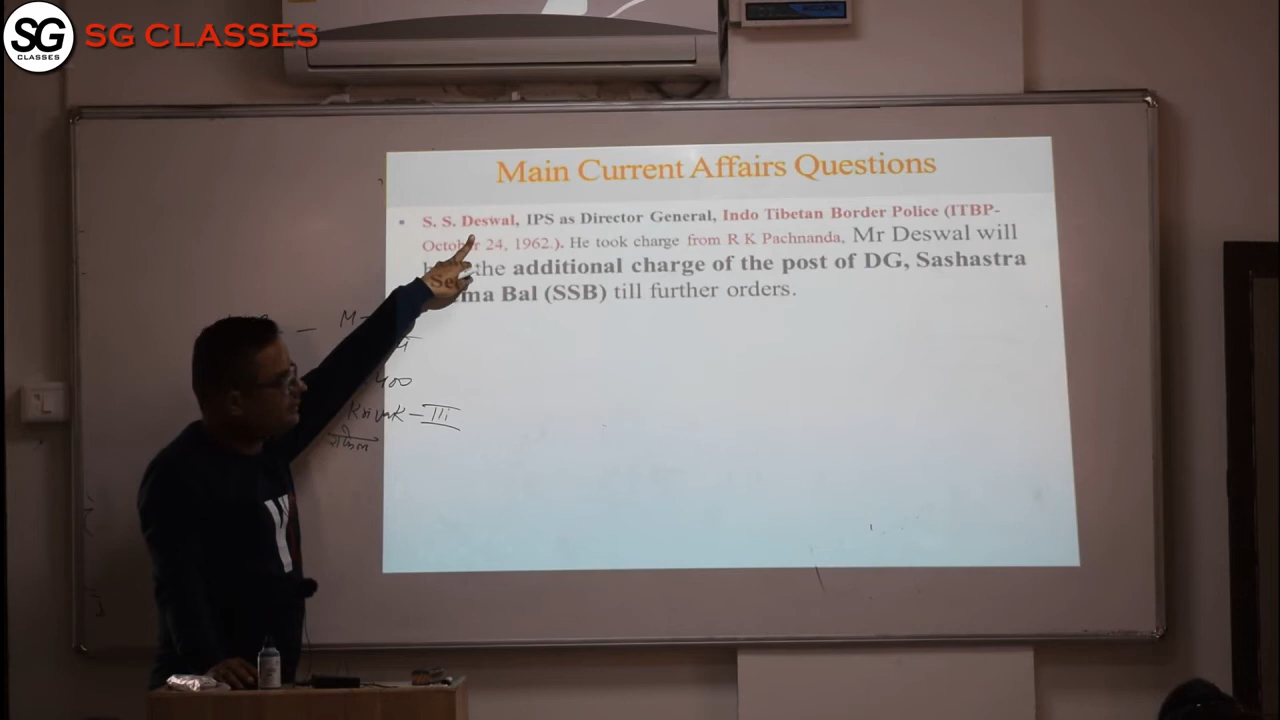 SG CLASSES
SG
CLASSES
Main Current Affairs Questions
S. S. Deswal, IPS as Director General, Indo Tibetan Border Police (ITBP-
October 24, 1962.). He took charge from R K Pachnanda, Mr Deswal will
the additional charge of the post of DG, Sashastra
Bal (SSB) till further orders.
400
Krivak - III